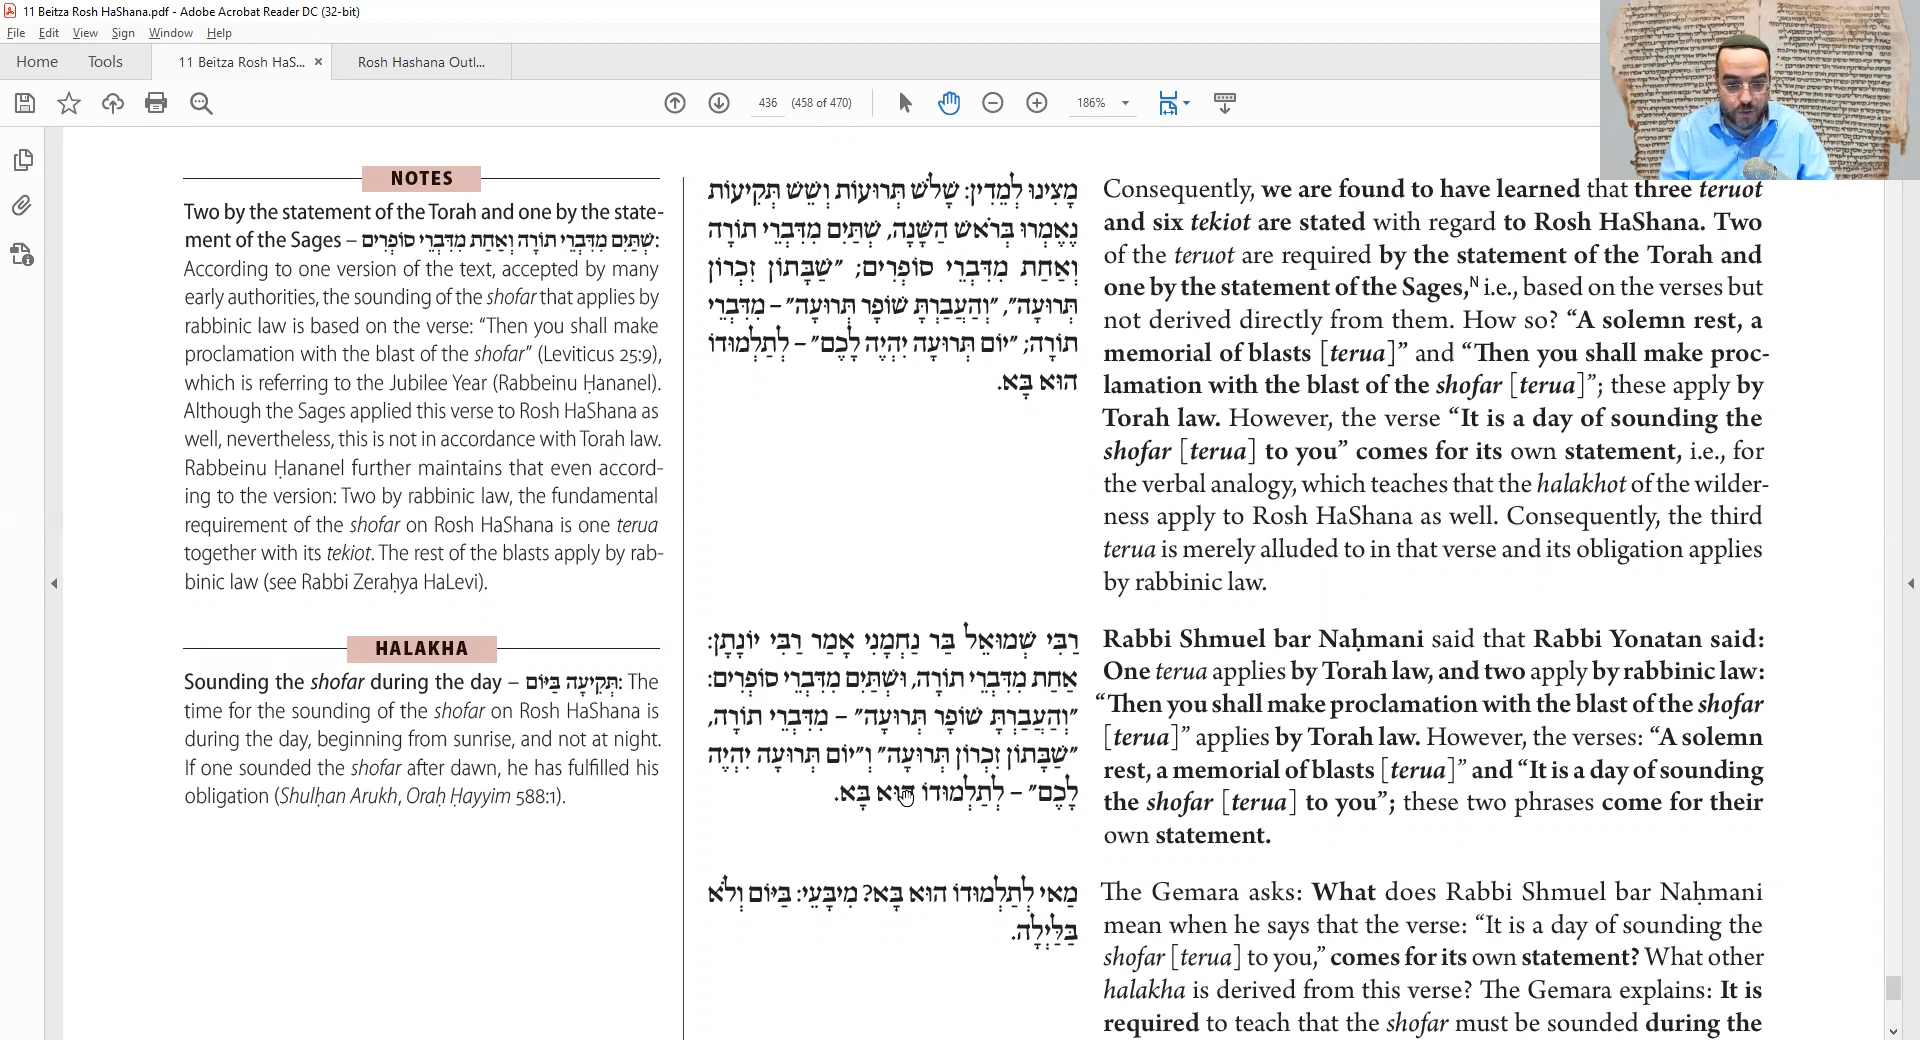 11 Beitza Rosh HaShana.pdf - Adobe Acrobat Reader DC (32-bit)
File Edit View Sign Window Help
Home Tools 11 Beitza Rosh HaS... × Rosh Hashana Outl...
436 (458 of 470) 186%
NOTES
Two by the statement of the Torah and one by the state-
ment of the Sages – שְׁתַּיִם מִדִּבְרֵי תוֹרָה וְאַחַת מִדִּבְרֵי סוֹפְרִים:
According to one version of the text, accepted by many
early authorities, the sounding of the shofar that applies by
rabbinic law is based on the verse: “Then you shall make
proclamation with the blast of the shofar” (Leviticus 25:9),
which is referring to the Jubilee Year (Rabbeinu Ḥananel).
Although the Sages applied this verse to Rosh HaShana as
well, nevertheless, this is not in accordance with Torah law.
Rabbeinu Ḥananel further maintains that even accord-
ing to the version: Two by rabbinic law, the fundamental
requirement of the shofar on Rosh HaShana is one terua
together with its tekiot. The rest of the blasts apply by rab-
binic law (see Rabbi Zeraḥya HaLevi).
HALAKHA
Sounding the shofar during the day – תְּקִיעָה בַּיּוֹם: The
time for the sounding of the shofar on Rosh HaShana is
during the day, beginning from sunrise, and not at night.
If one sounded the shofar after dawn, he has fulfilled his
obligation (Shulḥan Arukh, Oraḥ Ḥayyim 588:1).
מָצִינוּ לְמֵדִין: שָׁלֹשׁ תְּרוּעוֹת וְשֵׁשׁ תְּקִיעוֹת
נֶאֶמְרוּ בְּרֹאשׁ הַשָּׁנָה, שְׁתַּיִם מִדִּבְרֵי תוֹרָה
וְאַחַת מִדִּבְרֵי סוֹפְרִים; ״שַׁבָּתוֹן זִכְרוֹן
תְּרוּעָה״, ״וְהַעֲבַרְתָּ שׁוֹפַר תְּרוּעָה״ – מִדִּבְרֵי
תוֹרָה; ״יוֹם תְּרוּעָה יִהְיֶה לָכֶם״ – לְתַלְמוּדוֹ
הוּא בָּא.
רַבִּי שְׁמוּאֵל בַּר נַחְמָנִי אָמַר רַבִּי יוֹנָתָן:
אַחַת מִדִּבְרֵי תוֹרָה, וּשְׁתַּיִם מִדִּבְרֵי סוֹפְרִים:
״וְהַעֲבַרְתָּ שׁוֹפַר תְּרוּעָה״ – מִדִּבְרֵי תוֹרָה,
״שַׁבָּתוֹן זִכְרוֹן תְּרוּעָה״ וְ״יוֹם תְּרוּעָה יִהְיֶה
לָכֶם״ – לְתַלְמוּדוֹ הוּא בָּא.
מַאי לְתַלְמוּדוֹ הוּא בָּא? מִיבָּעֵי: בַּיּוֹם וְלֹא
בַּלַּיְלָה.
Consequently, we are found to have learned that three teruot
and six tekiot are stated with regard to Rosh HaShana. Two
of the teruot are required by the statement of the Torah and
one by the statement of the Sages,ᴺ i.e., based on the verses but
not derived directly from them. How so? “A solemn rest, a
memorial of blasts [terua]” and “Then you shall make proc-
lamation with the blast of the shofar [terua]”; these apply by
Torah law. However, the verse “It is a day of sounding the
shofar [terua] to you” comes for its own statement, i.e., for
the verbal analogy, which teaches that the halakhot of the wilder-
ness apply to Rosh HaShana as well. Consequently, the third
terua is merely alluded to in that verse and its obligation applies
by rabbinic law.
Rabbi Shmuel bar Naḥmani said that Rabbi Yonatan said:
One terua applies by Torah law, and two apply by rabbinic law:
“Then you shall make proclamation with the blast of the shofar
[terua]” applies by Torah law. However, the verses: “A solemn
rest, a memorial of blasts [terua]” and “It is a day of sounding
the shofar [terua] to you”; these two phrases come for their
own statement.
The Gemara asks: What does Rabbi Shmuel bar Naḥmani
mean when he says that the verse: “It is a day of sounding the
shofar [terua] to you,” comes for its own statement? What other
halakha is derived from this verse? The Gemara explains: It is
required to teach that the shofar must be sounded during the